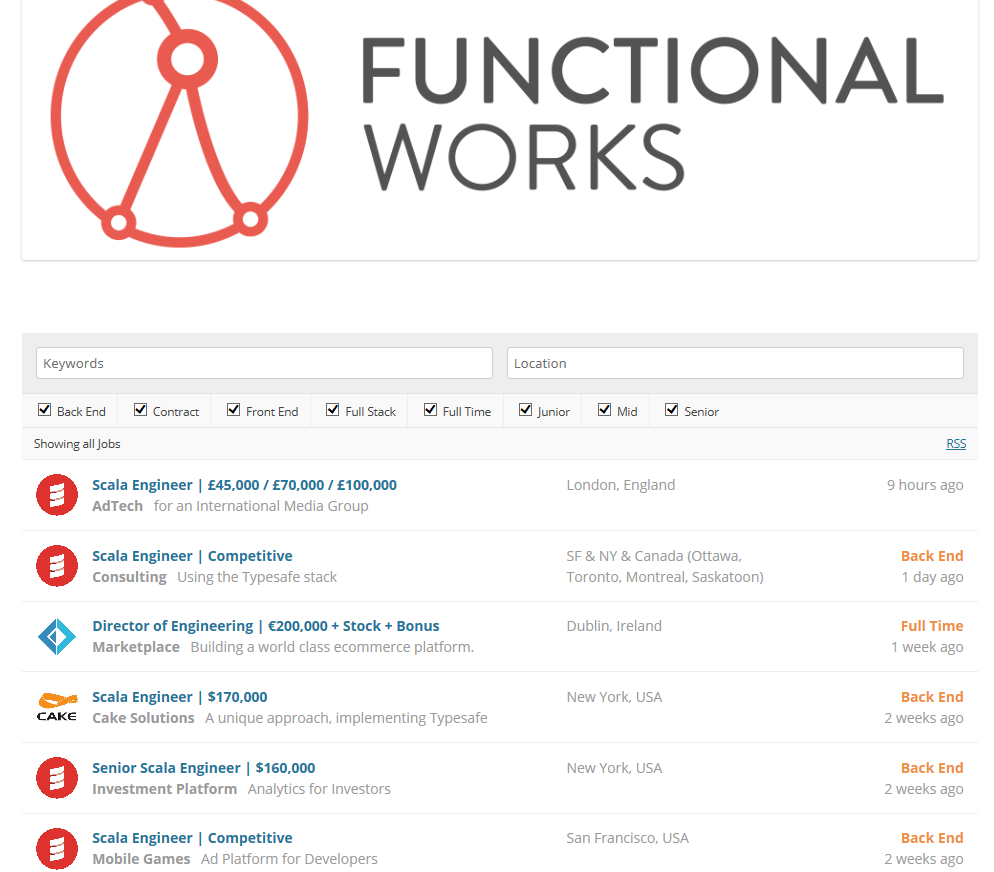 FUNCTIONAL
WORKS
Keywords
Location
Back End Contract Front End Full Stack Full Time Junior Mid Senior
Showing all Jobs
RSS
Scala Engineer | £45,000 / £70,000 / £100,000
AdTech for an International Media Group
London, England
9 hours ago
Scala Engineer | Competitive
Consulting Using the Typesafe stack
SF & NY & Canada (Ottawa,
Toronto, Montreal, Saskatoon)
Back End
1 day ago
Director of Engineering | €200,000 + Stock + Bonus
Marketplace Building a world class ecommerce platform.
Dublin, Ireland
Full Time
1 week ago
CAKE
Scala Engineer | $170,000
Cake Solutions A unique approach, implementing Typesafe
New York, USA
Back End
2 weeks ago
Senior Scala Engineer | $160,000
Investment Platform Analytics for Investors
New York, USA
Back End
2 weeks ago
Scala Engineer | Competitive
Mobile Games Ad Platform for Developers
San Francisco, USA
Back End
2 weeks ago